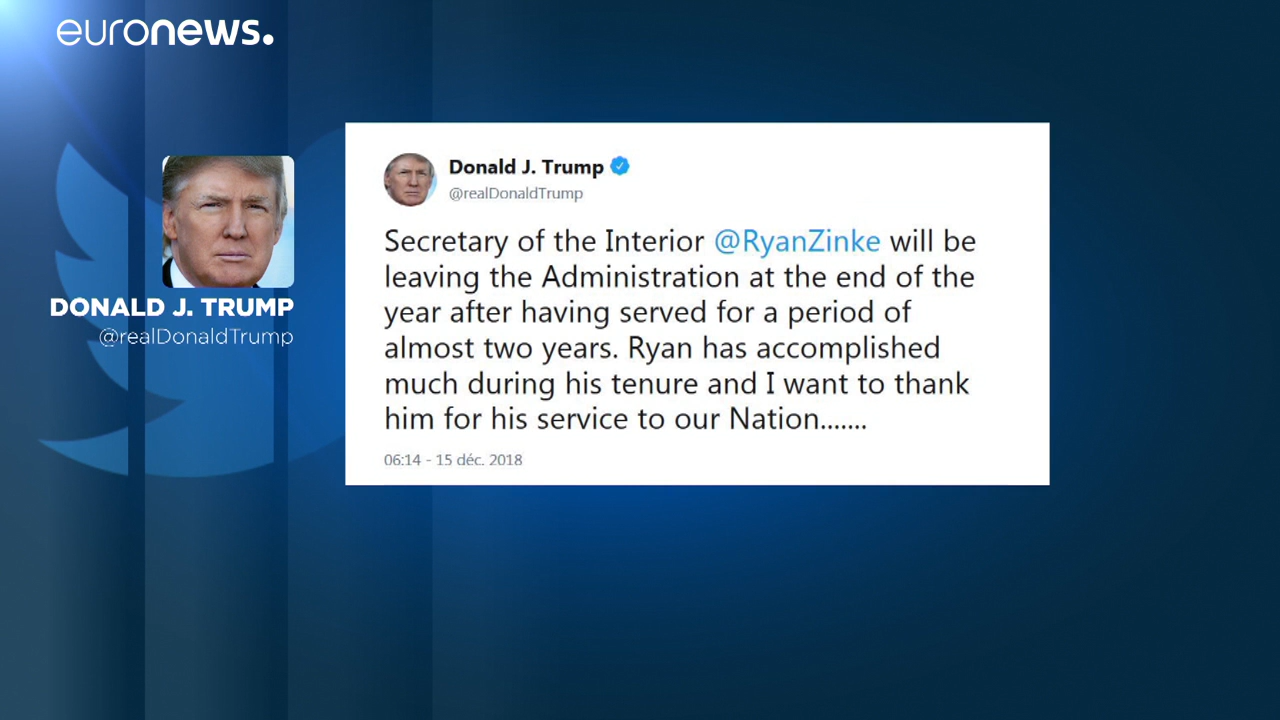 euronews.
DONALD J. TRUMP
@realDonaldTrump
Donald J. Trump
@realDonaldTrump
Secretary of the Interior @RyanZinke will be
leaving the Administration at the end of the
year after having served for a period of
almost two years. Ryan has accomplished
much during his tenure and I want to thank
him for his service to our Nation.......
06:14 - 15 déc. 2018